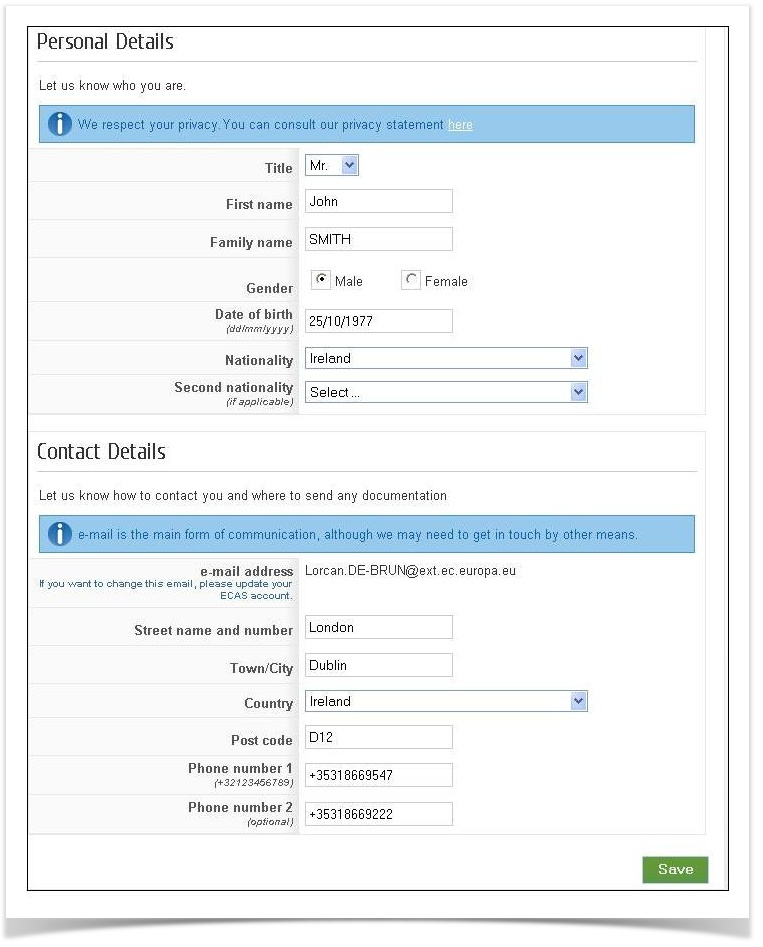 Personal Details
Let us know who you are.
We respect your privacy. You can consult our privacy statement here
Title Mr.
First name John
Family name SMITH
Gender Male Female
Date of birth 25/10/1977
(dd/mm/yyyy)
Nationality Ireland
Second nationality Select ...
(if applicable)
Contact Details
Let us know how to contact you and where to send any documentation
e-mail is the main form of communication, although we may need to get in touch by other means.
e-mail address Lorcan.DE-BRUN@ext.ec.europa.eu
If you want to change this email, please update your
ECAS account.
Street name and number London
Town/City Dublin
Country Ireland
Post code D12
Phone number 1 +35318669547
(+32123456789)
Phone number 2 +35318669222
(optional)
Save